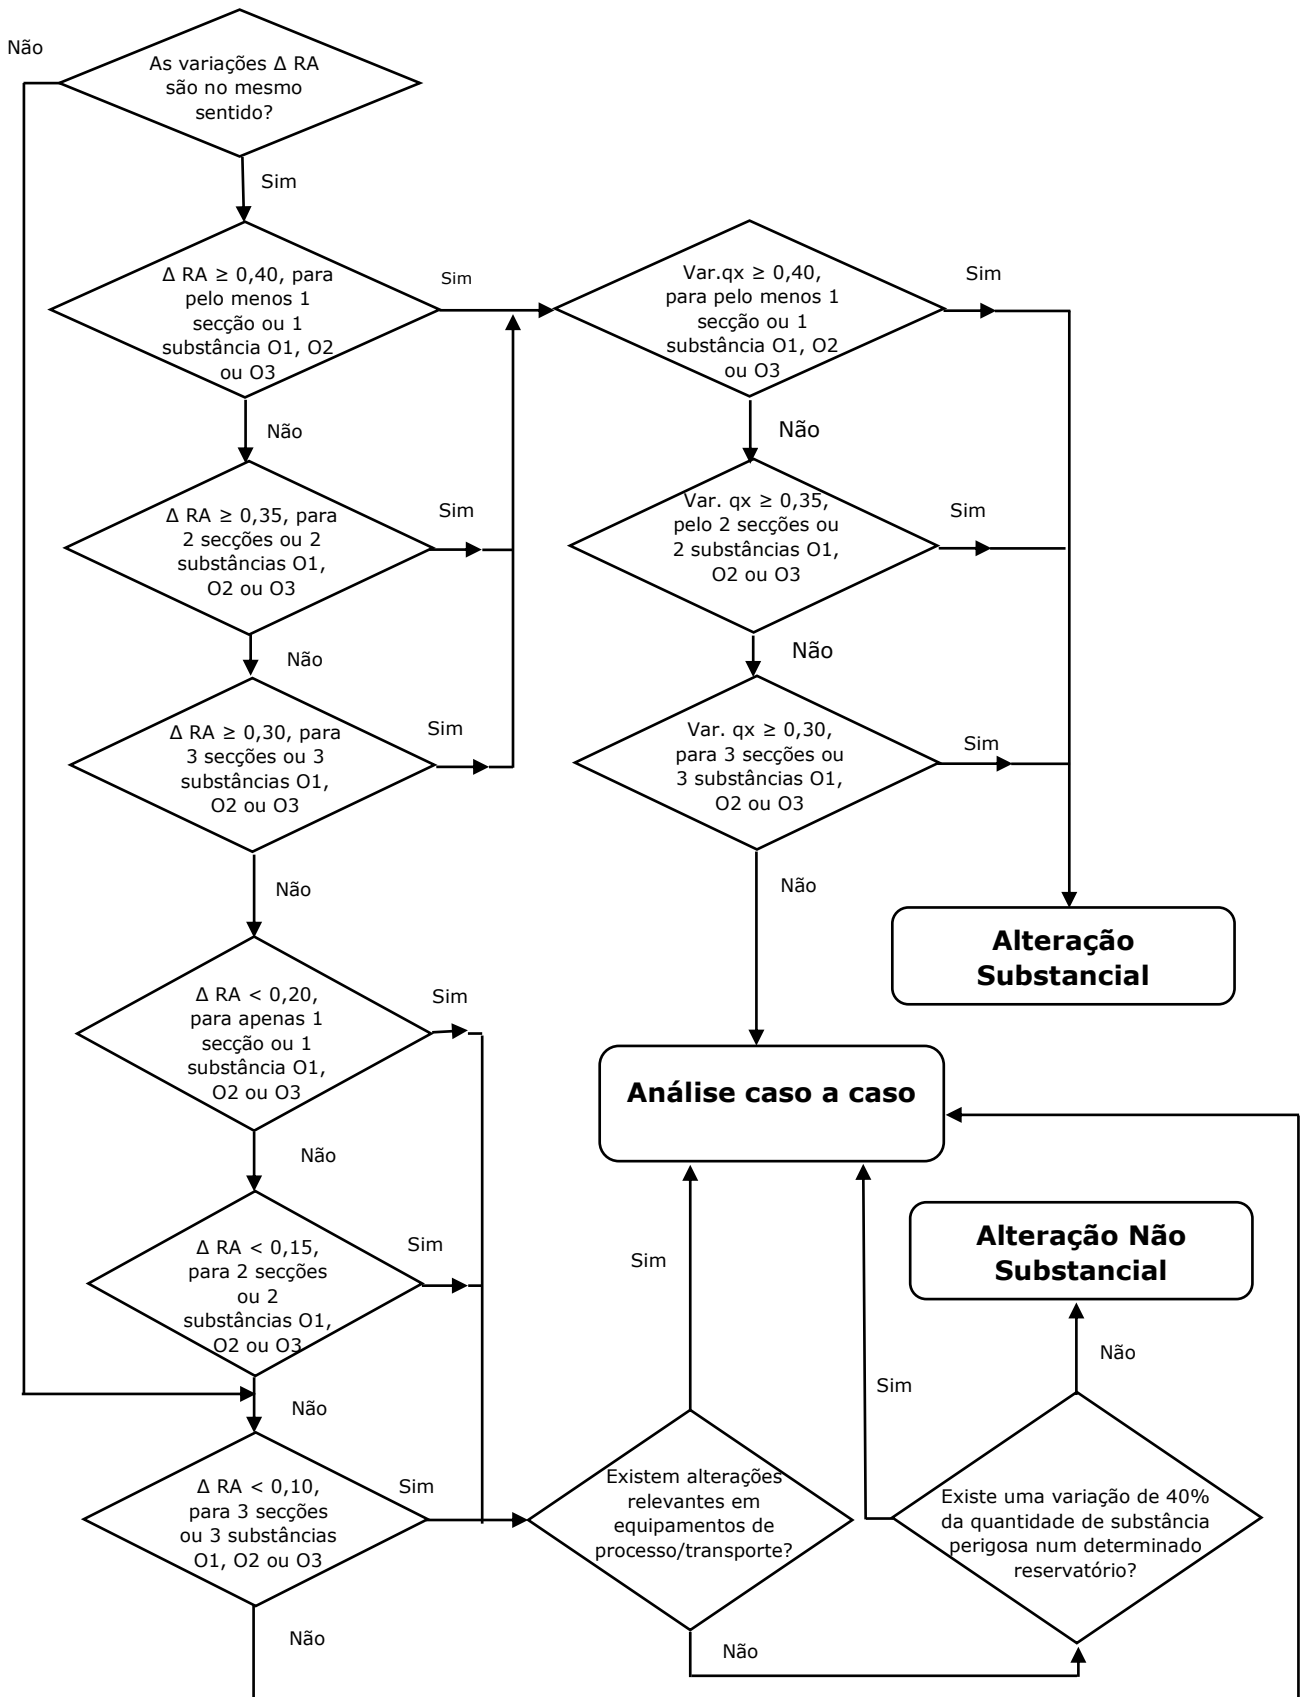 Não
As variações Δ RA
são no mesmo
sentido?
Sim
Δ RA ≥ 0,40, para
pelo menos 1
secção ou 1
substância O1, O2
ou O3
Sim
Var.qx ≥ 0,40,
para pelo menos 1
secção ou 1
substância O1, O2
ou O3
Sim
Não
Não
Δ RA ≥ 0,35, para
2 secções ou 2
substâncias O1,
O2 ou O3
Sim
Var. qx ≥ 0,35,
pelo 2 secções ou
2 substâncias O1,
O2 ou O3
Sim
Não
Não
Δ RA ≥ 0,30, para
3 secções ou 3
substâncias O1,
O2 ou O3
Sim
Var. qx ≥ 0,30,
para 3 secções ou
3 substâncias O1,
O2 ou O3
Sim
Não
Não
Alteração
Substancial
Δ RA < 0,20,
para apenas 1
secção ou 1
substância O1,
O2 ou O3
Sim
Análise caso a caso
Não
Δ RA < 0,15,
para 2 secções
ou 2
substâncias O1,
O2 ou O3
Sim
Sim
Alteração Não
Substancial
Não
Sim
Não
Δ RA < 0,10,
para 3 secções
ou 3 substâncias
O1, O2 ou O3
Sim
Existem alterações
relevantes em
equipamentos de
processo/transporte?
Existe uma variação de 40%
da quantidade de substância
perigosa num determinado
reservatório?
Não
Não